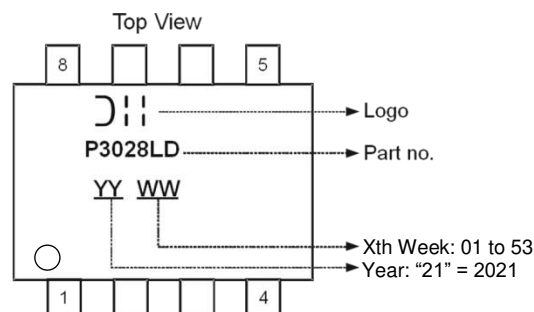 Top View
8
5
Logo
P3028LD
Part no.
YY WW
Xth Week: 01 to 53
Year: “21” = 2021
1
4